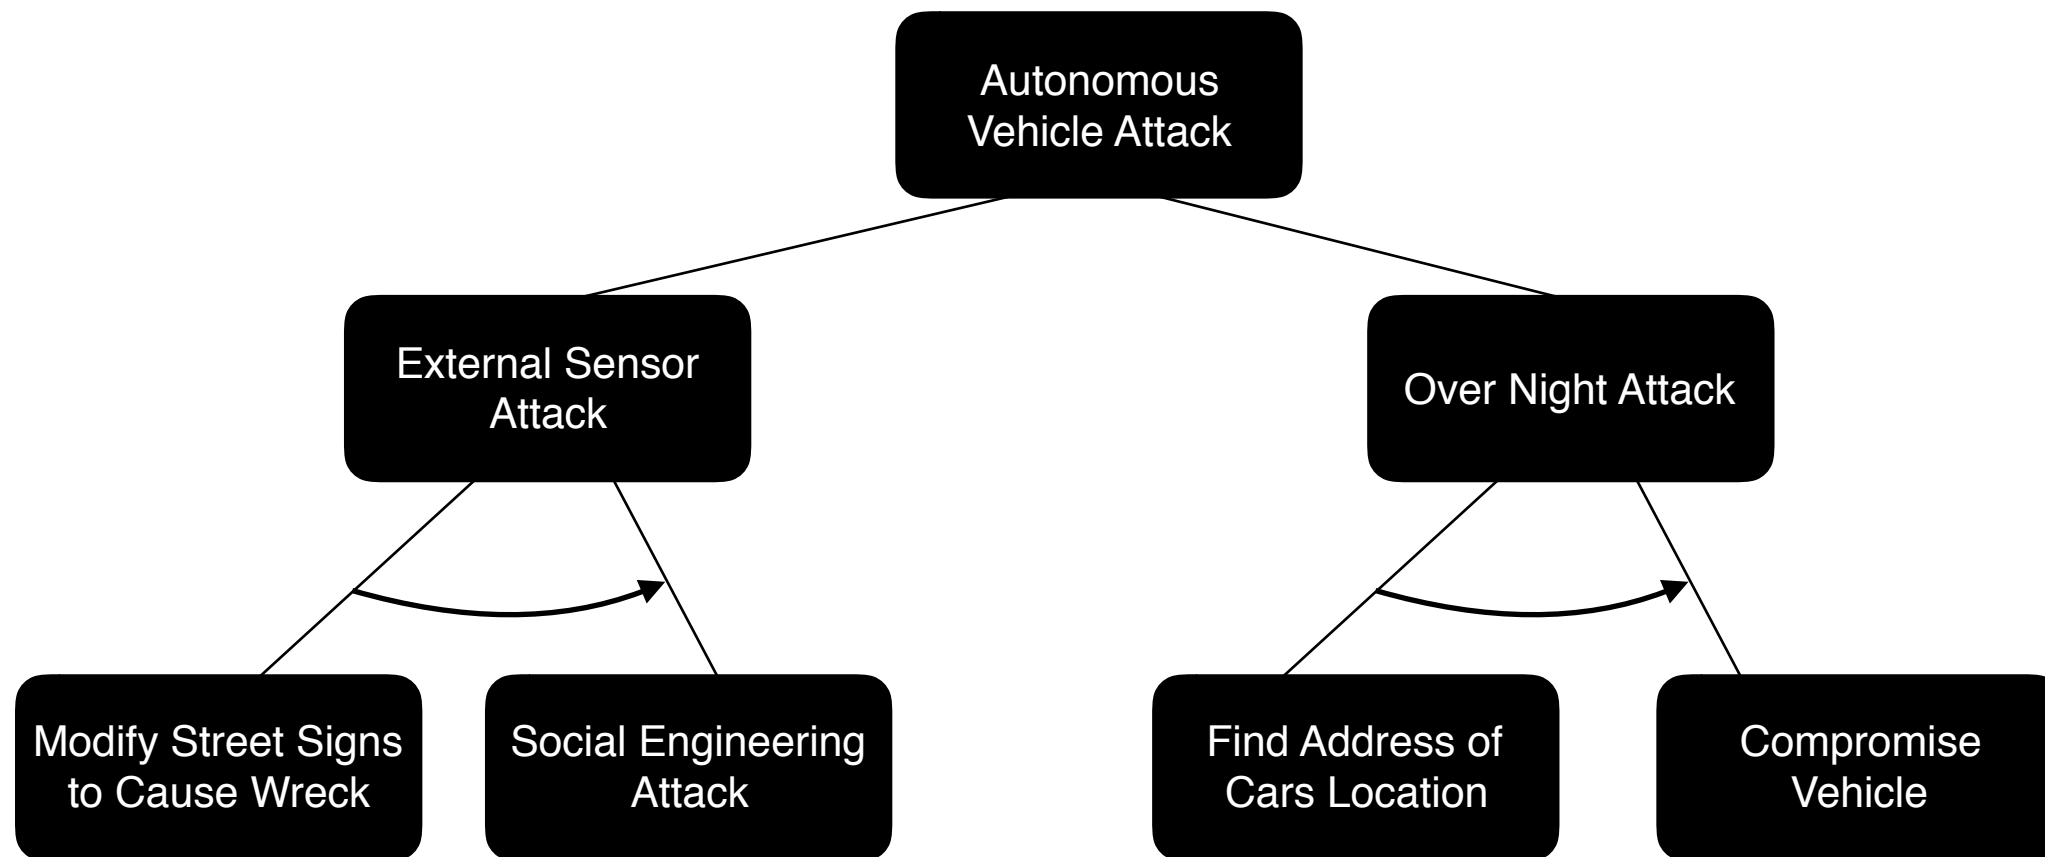 Autonomous
Vehicle Attack
External Sensor
Attack
Over Night Attack
Modify Street Signs
to Cause Wreck
Social Engineering
Attack
Find Address of
Cars Location
Compromise
Vehicle